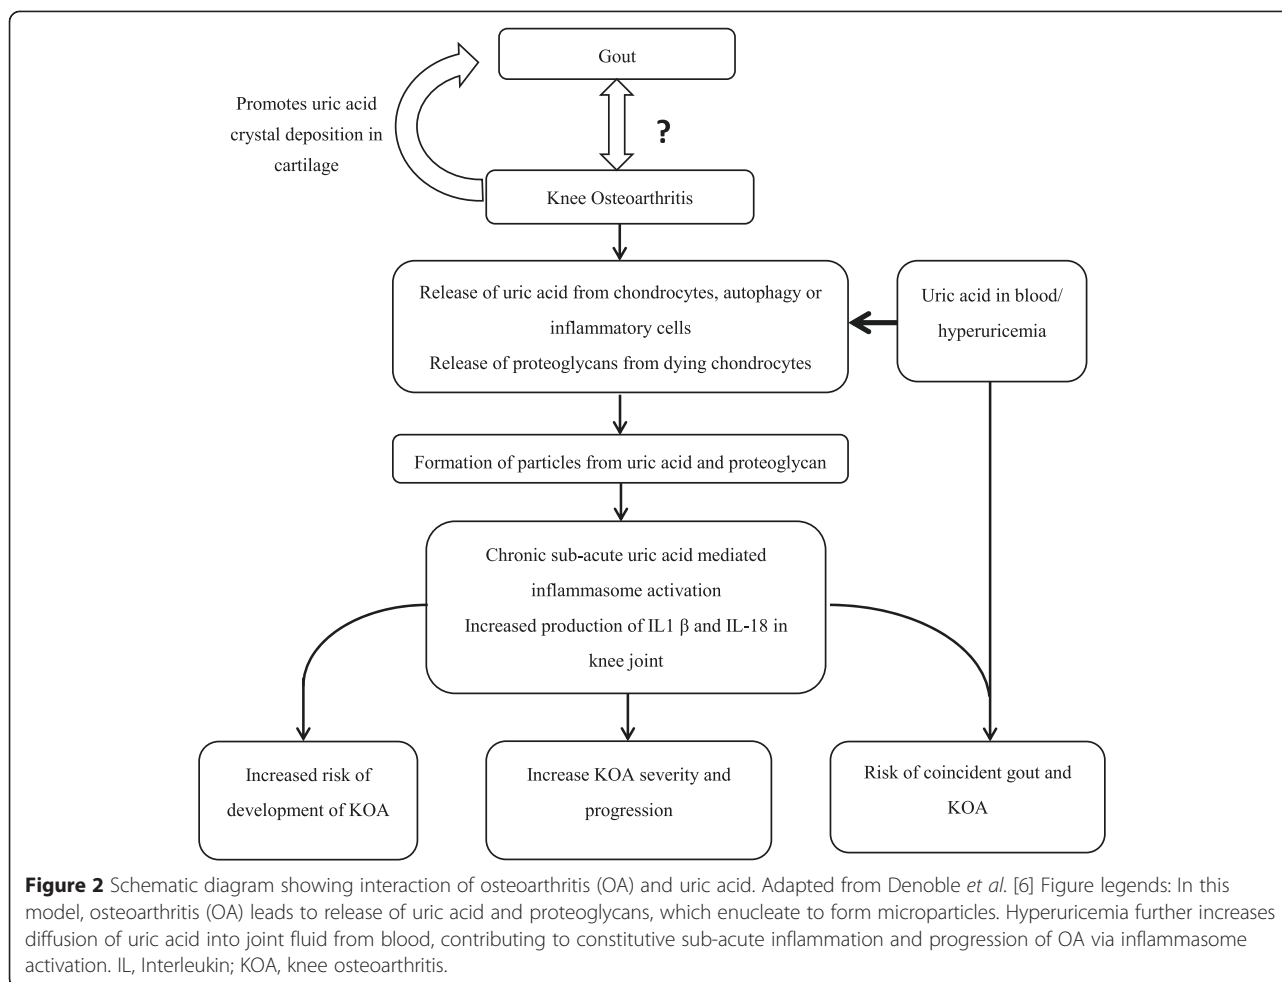 Gout
Promotes uric acid
crystal deposition in
cartilage
?
Knee Osteoarthritis
Release of uric acid from chondrocytes, autophagy or
inflammatory cells
Release of proteoglycans from dying chondrocytes
Uric acid in blood/
hyperuricemia
Formation of particles from uric acid and proteoglycan
Chronic sub-acute uric acid mediated
inflammasome activation
Increased production of IL1 β and IL-18 in
knee joint
Increased risk of
development of KOA
Increase KOA severity and
progression
Risk of coincident gout and
KOA
Figure 2 Schematic diagram showing interaction of osteoarthritis (OA) and uric acid. Adapted from Denoble et al. [6] Figure legends: In this
model, osteoarthritis (OA) leads to release of uric acid and proteoglycans, which enucleate to form microparticles. Hyperuricemia further increases
diffusion of uric acid into joint fluid from blood, contributing to constitutive sub-acute inflammation and progression of OA via inflammasome
activation. IL, Interleukin; KOA, knee osteoarthritis.